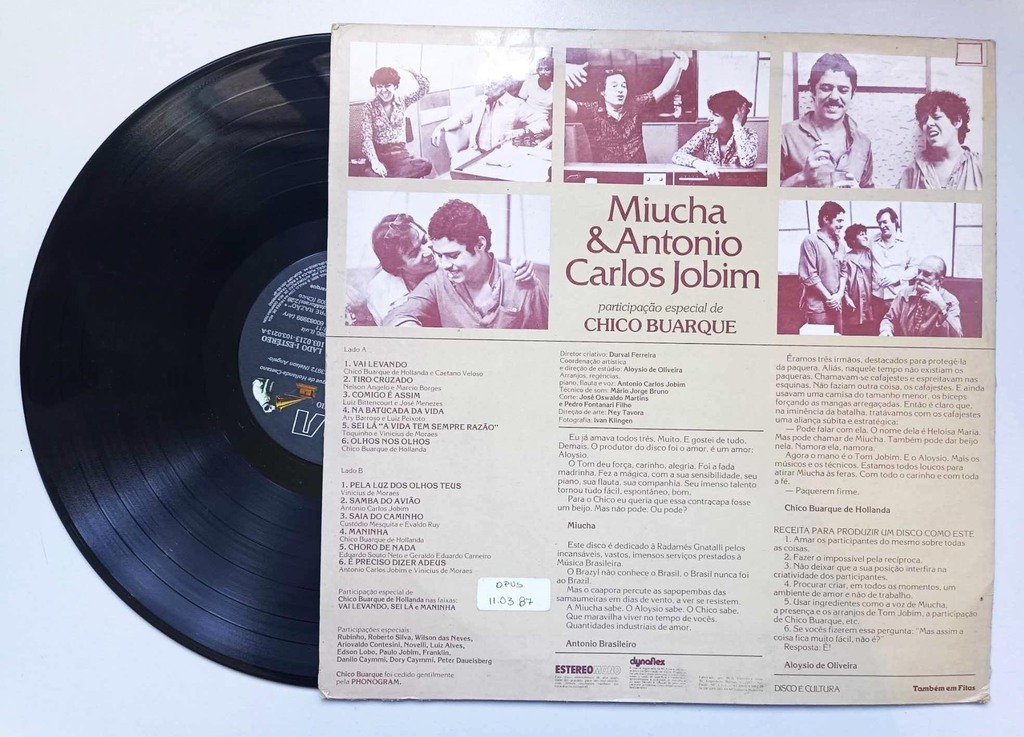 Miucha
& Antonio
Carlos Jobim
participação especial de
CHICO BUARQUE
Lado A
1. VAI LEVANDO
Chico Buarque de Hollanda e Caetano Veloso
2. TIRO CRUZADO
Nelson Angelo e Marcio Borges
3. COMIGO É ASSIM
Luiz Bittencourt e José Menezes
4. NA BATUCADA DA VIDA
Ary Barroso e Luiz Peixoto
5. SEI LÁ "A VIDA TEM SEMPRE RAZÃO"
Toquinho e Vinicius de Moraes
6. OLHOS NOS OLHOS
Chico Buarque de Hollanda
Lado B
1. PELA LUZ DOS OLHOS TEUS
Vinicius de Moraes
2. SAMBA DO AVIÃO
Antonio Carlos Jobim
3. SAIA DO CAMINHO
Custódio Mesquita e Evaldo Ruy
4. MANINHA
Chico Buarque de Hollanda
5. CHORO DE NADA
Eduardo Souto Neto e Geraldo Eduardo Carneiro
6. É PRECISO DIZER ADEUS
Antonio Carlos Jobim e Vinicius de Moraes
Participação especial de
Chico Buarque de Hollanda nas faixas:
VAI LEVANDO, SEI LÁ e MANINHA
Participações especiais:
Rubinho, Roberto Silva, Wilson das Neves,
Ariovaldo Contesini, Novelli, Luiz Alves,
Edson Lobo, Paulo Jobim, Franklin,
Danilo Caymmi, Dory Caymmi, Peter Dauelsberg
Chico Buarque foi cedido gentilmente
pela PHONOGRAM.
OPUS
11.03 87
Diretor criativo: Durval Ferreira
Coordenação artística
e direção de estúdio: Aloysio de Oliveira
Arranjos, regências,
piano, flauta e voz: Antonio Carlos Jobim
Técnico de som: Mário Jorge Bruno
Corte: José Oswaldo Martins
e Pedro Fontanari Filho
Direção de arte: Ney Tavora
Fotografia: Ivan Klingen
Eu já amava todos três. Muito. E gostei de tudo.
Demais. O produtor do disco foi o amor, é um amor:
Aloysio.
O Tom deu força, carinho, alegria. Foi a fada
madrinha. Fez a mágica, com a sua sensibilidade, seu
piano, sua flauta, sua companhia. Seu imenso talento
tornou tudo fácil, espontâneo, bom.
Para o Chico eu queria que essa contracapa fosse
um beijo. Mas não pode. Ou pode?
Miucha
Este disco é dedicado à Radamés Gnatalli pelos
incansáveis, vastos, imensos serviços prestados à
Música Brasileira.
O Brazyl não conhece o Brasil, o Brasil nunca foi
ao Brazil.
Mas o caapora percute as sapopembas das
samaumeiras em dias de vento, a ver se resistem.
A Miucha sabe. O Aloysio sabe. O Chico sabe.
Que maravilha viver no tempo de vocês.
Quantidades industriais de amor.
Antonio Brasileiro
ESTEREO MONO
dynaflex
Éramos três irmãos, destacados para protegê-la
da paquera. Aliás, naquele tempo não existiam os
paqueras. Chamavam-se cafajestes e espreitavam nas
esquinas. Não faziam outra coisa, os cafajestes. E ainda
usavam uma camisa do tamanho menor, os bíceps
forçando as mangas arregaçadas. Então é claro que,
na iminência da batalha, tratávamos com os cafajestes
uma aliança súbita e estratégica:
— Pode falar com ela. O nome dela é Heloisa Maria.
Mas pode chamar de Miucha. Também pode dar beijo
nela. Namora ela, namora.
Agora o mano é o Tom Jobim. E o Aloysio. Mais os
músicos e os técnicos. Estamos todos loucos para
atirar Miucha às feras. Com todo o carinho e com toda
a fé.
— Paquerem firme.
Chico Buarque de Hollanda
RECEITA PARA PRODUZIR UM DISCO COMO ESTE
1. Amar os participantes do mesmo sobre todas
as coisas.
2. Fazer o impossível pela recíproca.
3. Não deixar que a sua posição interfira na
criatividade dos participantes.
4. Procurar criar, em todos os momentos, um
ambiente de amor e não de trabalho.
5. Usar ingredientes como a voz de Miucha,
a presença e os arranjos de Tom Jobim, a participação
de Chico Buarque, etc.
6. Se vocês fizerem essa pergunta: "Mas assim a
coisa fica muito fácil, não é?"
Resposta: É!
Aloysio de Oliveira
DISCO É CULTURA
Também em Fitas
LADO 1-ESTÉREO
103.0213-A